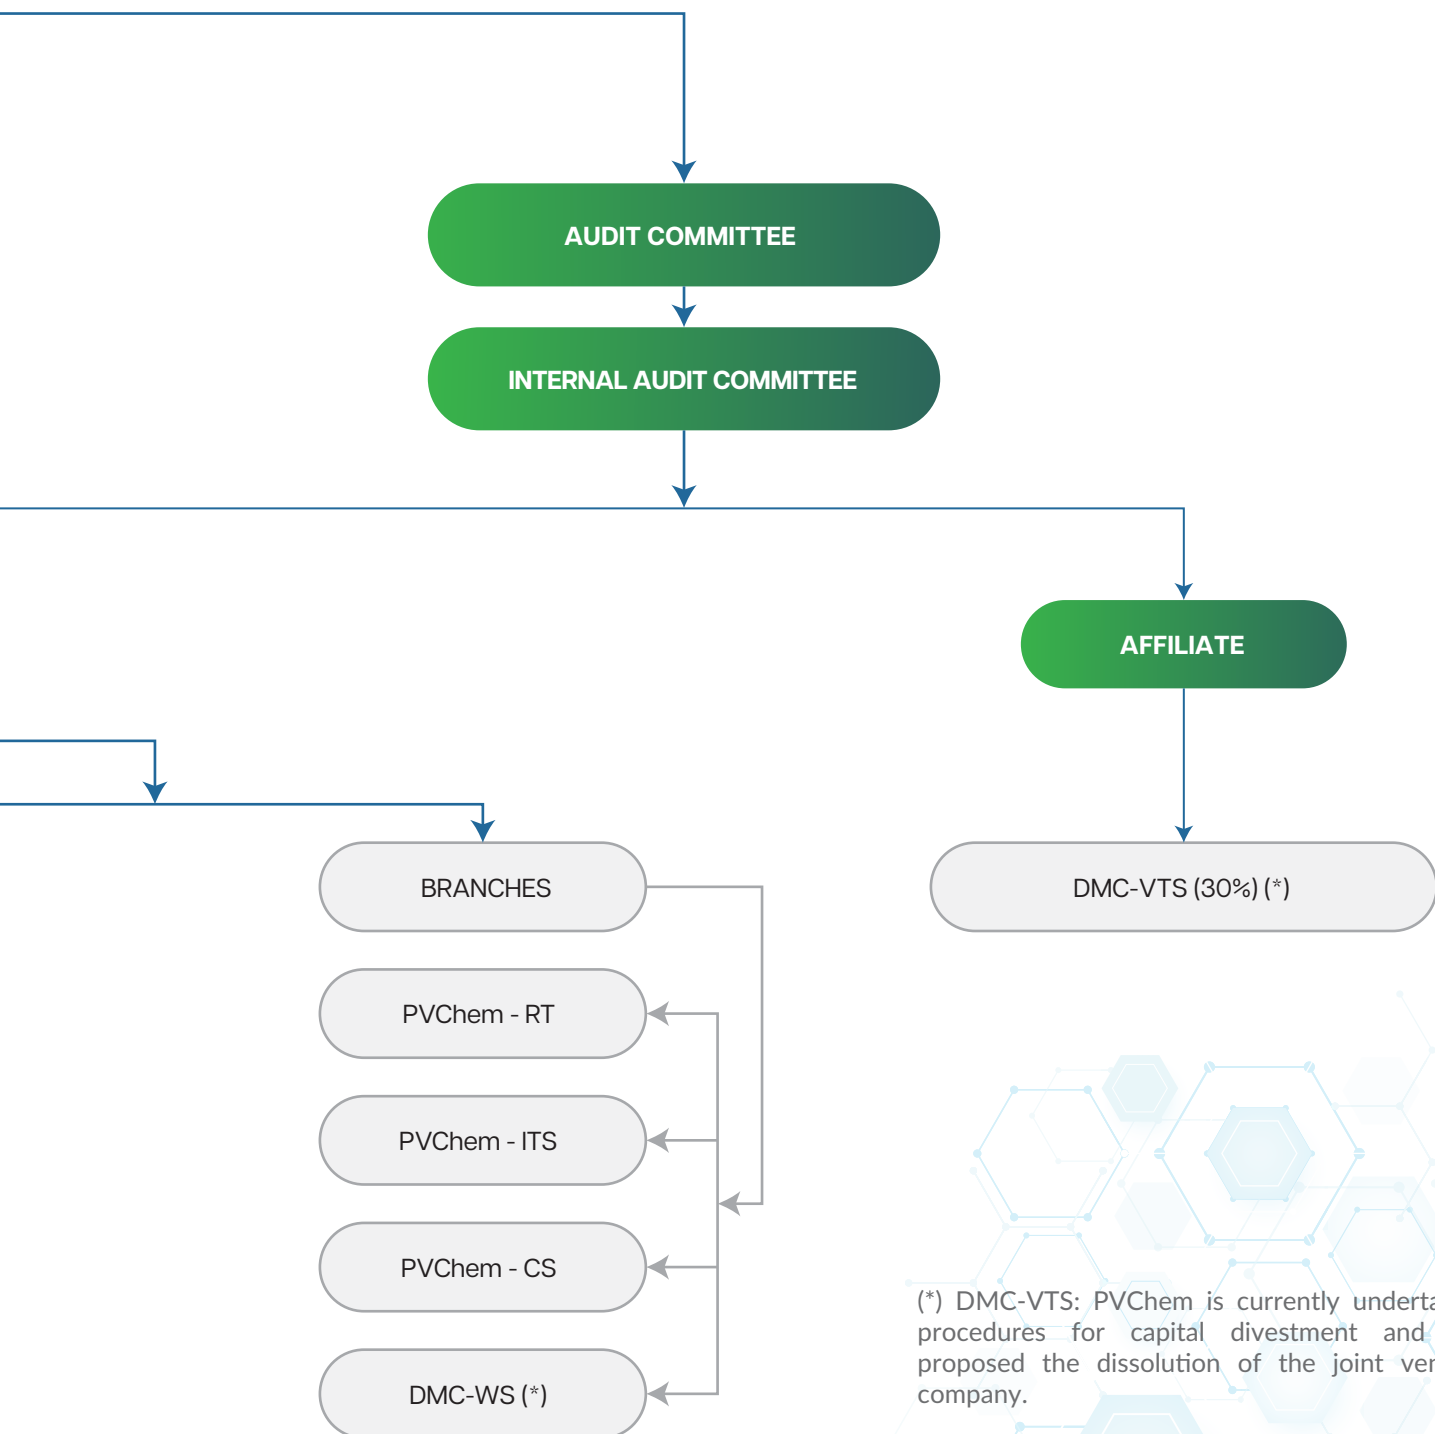 AUDIT COMMITTEE
INTERNAL AUDIT COMMITTEE
AFFILIATE
BRANCHES
DMC-VTS (30%) (*)
PVChem - RT
PVChem - ITS
PVChem - CS
DMC-WS (*)
(*) DMC-VTS: PVChem is currently
procedures for capital divestment and
proposed the dissolution of the joint
company.